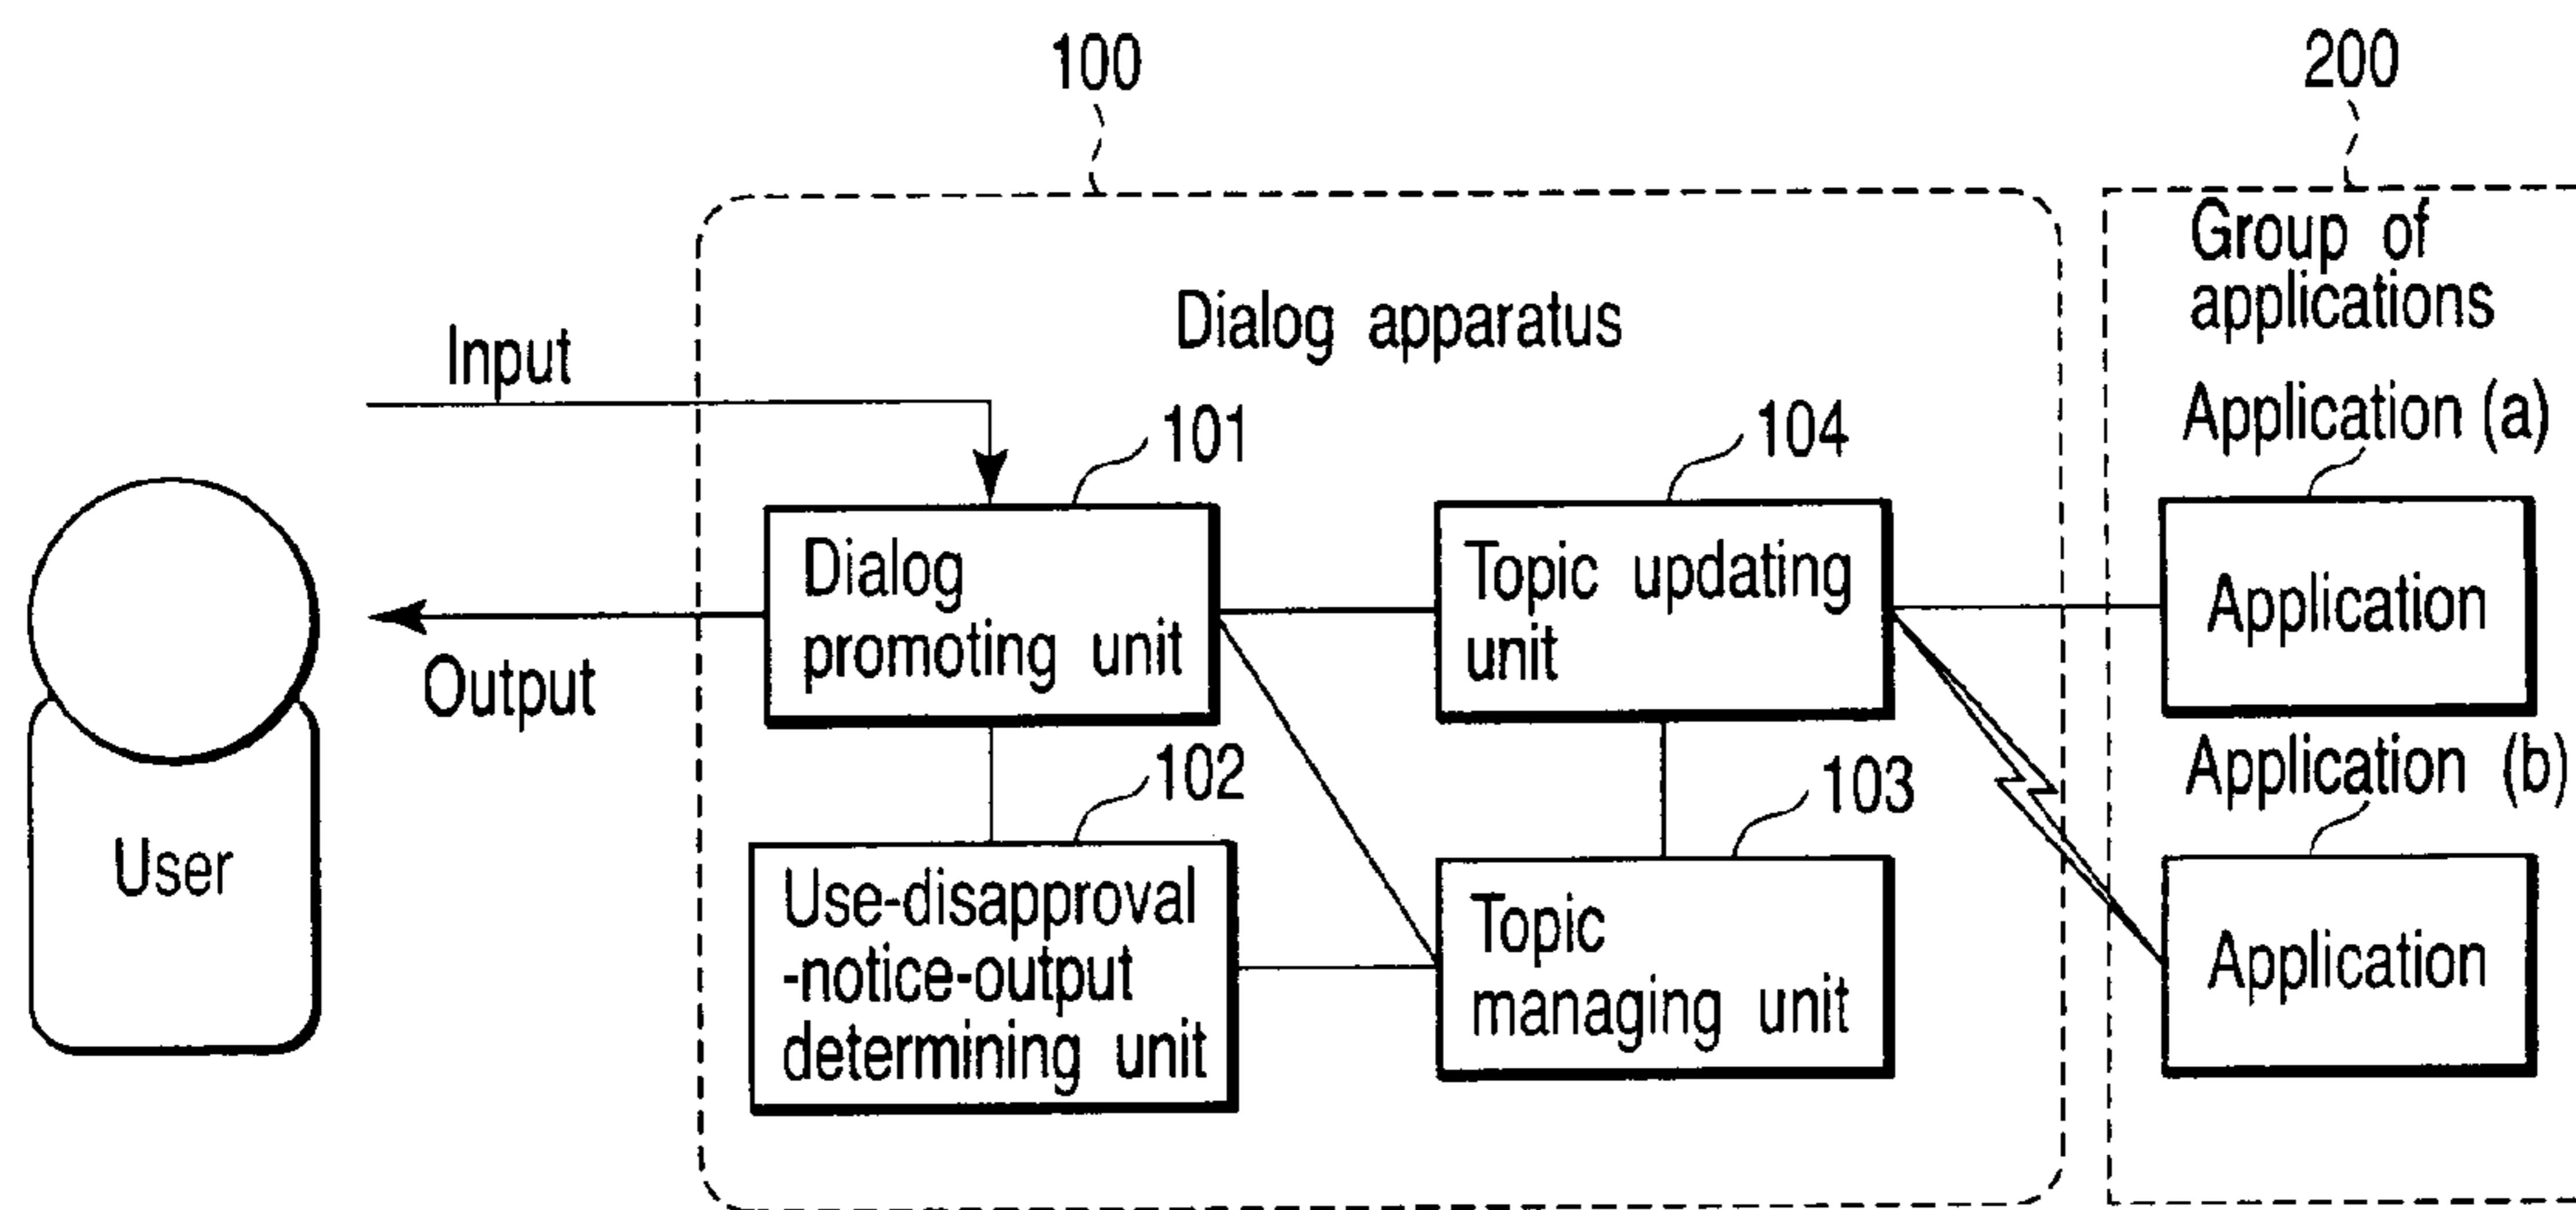 100
200
Group of
applications
Dialog apparatus
Input
Application (a)
101
104
Dialog
promoting unit
Topic updating
unit
Application
Output
102
103
Application (b)
User
Use-disapproval
-notice-output
determining unit
Topic
managing unit
Application